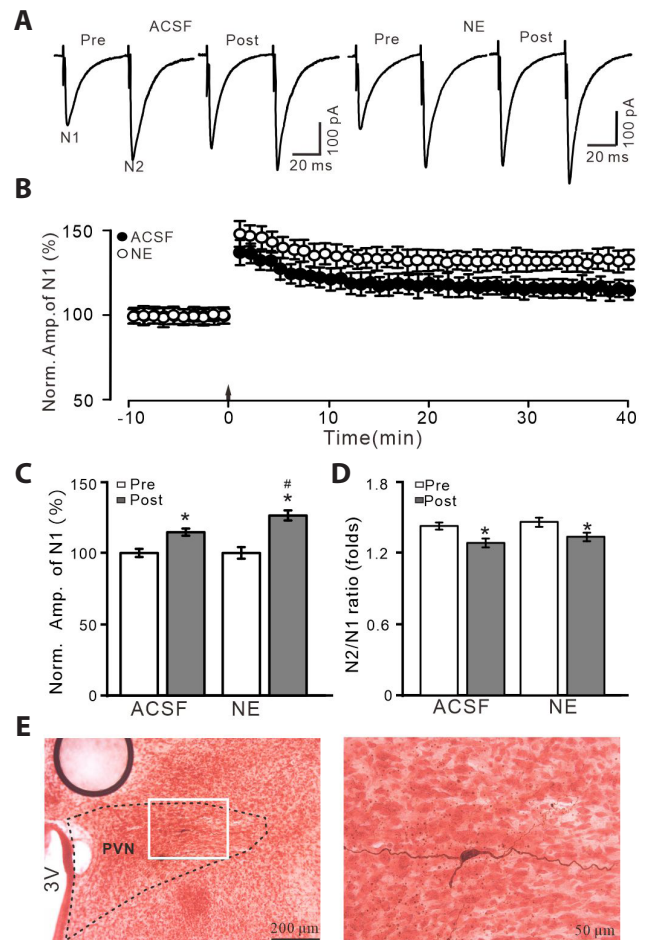 A
ACSF
NE
Pre
Post
Pre
Post
N1
N2
20 ms
100 pA
20 ms
100 pA
B
Norm. Amp.of N1 (%)
150
100
50
ACSF
NE
-10
0
10
20
30
40
Time(min)
C
Norm. Amp. of N1 (%)
150
100
50
0
Pre
Post
*
#
*
ACSF
NE
D
N2/N1 ratio (folds)
1.8
1.2
0.6
0
Pre
Post
*
*
ACSF
NE
E
PVN
3V
200 μm
50 μm